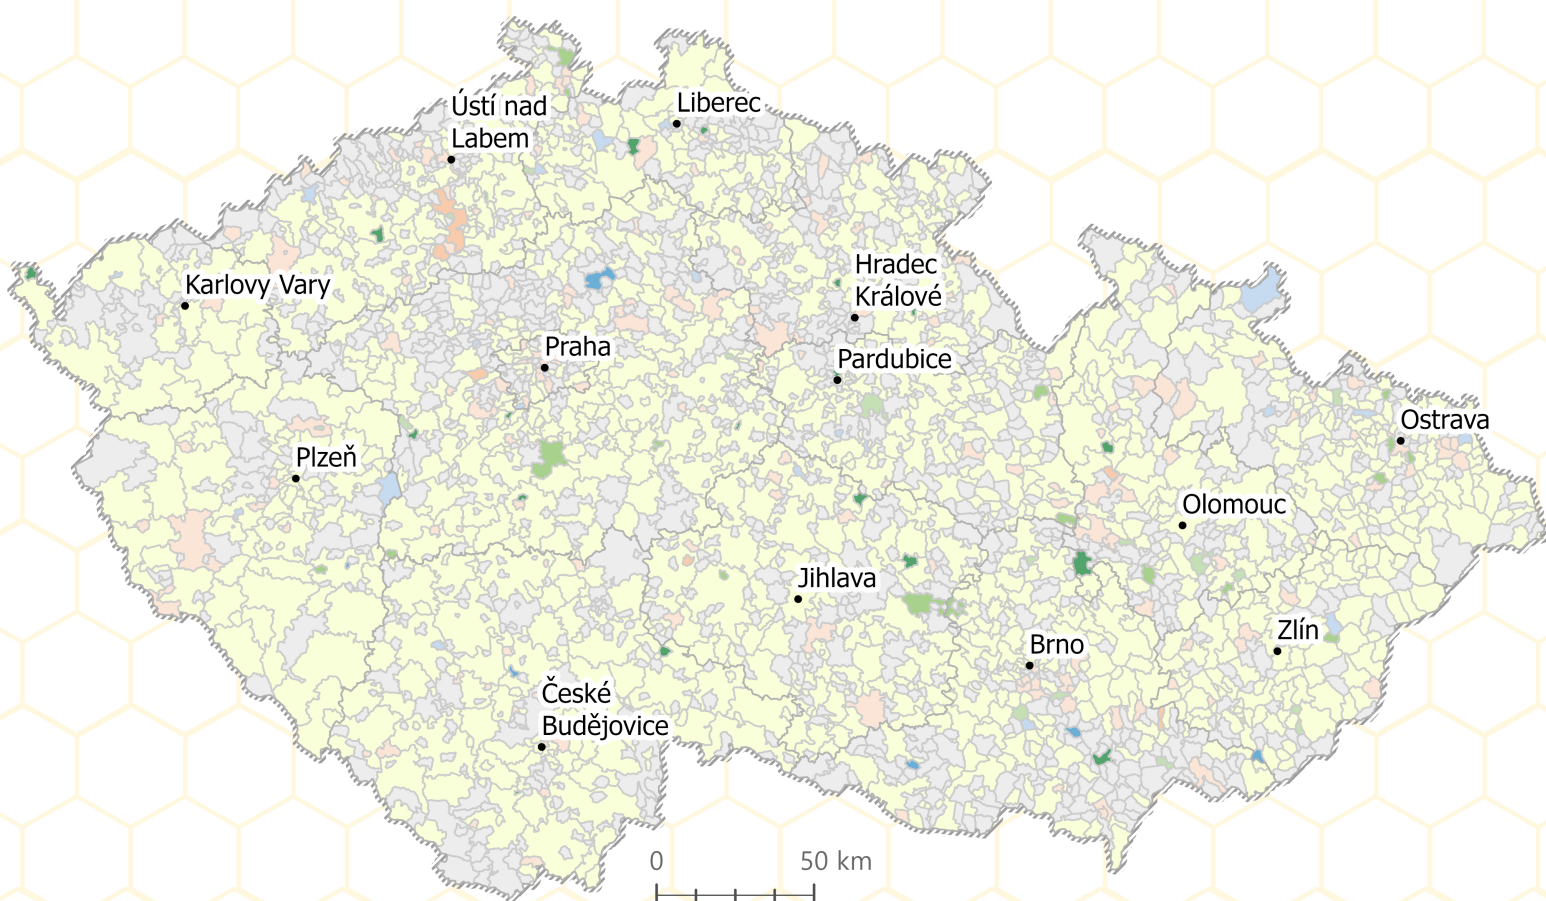 Ústí nad
Labem
Liberec
Karlovy Vary
Hradec
Králové
Praha
Pardubice
Ostrava
Plzeň
Olomouc
Jihlava
Zlín
Brno
České
Budějovice
0 50 km